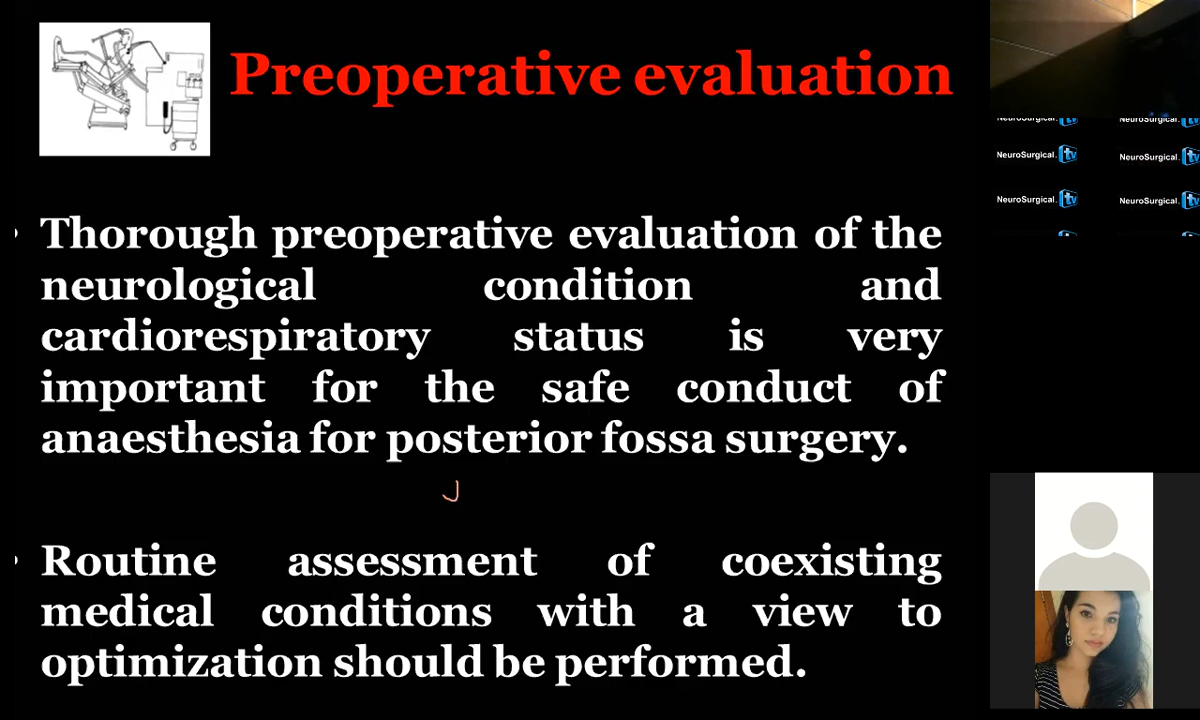 Preoperative evaluation
Thorough preoperative evaluation of the
neurological condition and
cardiorespiratory status is very
important for the safe conduct of
anaesthesia for posterior fossa surgery.
Routine assessment of coexisting
medical conditions with a view to
optimization should be performed.
NeuroSurgical.tv NeuroSurgical.tv
NeuroSurgical.tv NeuroSurgical.tv
NeuroSurgical.tv NeuroSurgical.tv